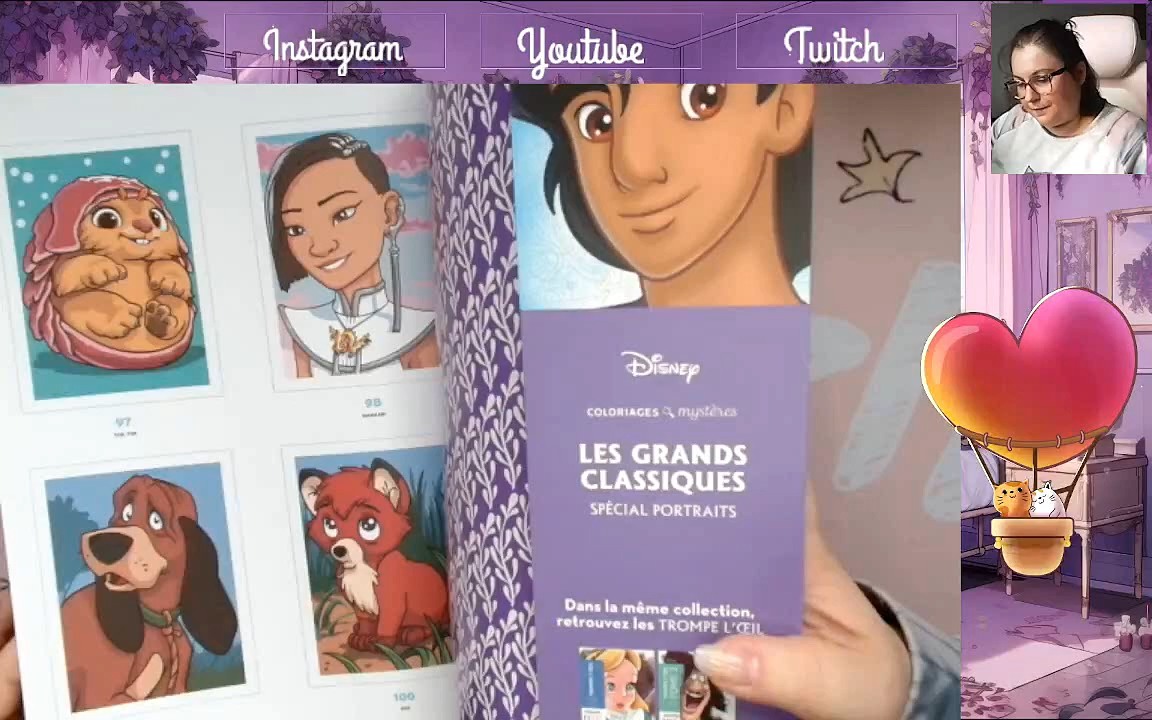 Instagram
Youtube
Twitch
97
98
100
Disney
COLORIAGES mystères
LES GRANDS
CLASSIQUES
SPÉCIAL PORTRAITS
Dans la même collection,
retrouvez les TROMPE L'ŒIL